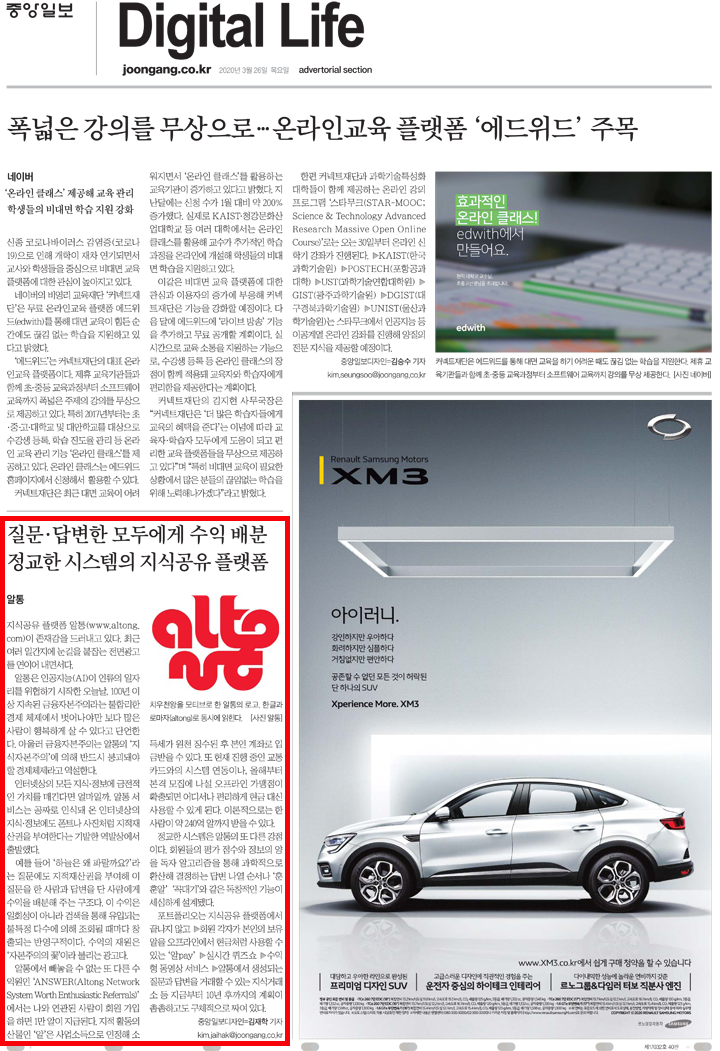 중앙일보
Digital Life
joongang.co.kr 2020년 3월 26일 목요일 advertorial section
폭넓은 강의를 무상으로…온라인교육 플랫폼 ‘에드위드’ 주목
네이버
‘온라인 클래스’ 제공해 교육 관리
학생들의 비대면 학습 지원 강화
신종 코로나바이러스 감염증(코로나
19)으로 인해 개학이 재차 연기되면서
교사와 학생들을 중심으로 비대면 교육
플랫폼에 대한 관심이 높아지고 있다.
네이버의 비영리 교육재단 ‘커넥트재
단’은 무료 온라인교육 플랫폼 에드위
드(edwith)를 통해 대면 교육이 힘든 순
간에도 끊김 없는 학습을 지원하고 있
다고 밝혔다.
‘에드위드’는 커넥트재단의 대표 온라
인교육 플랫폼이다. 제휴 교육기관들과
함께 초·중등 교육과정부터 소프트웨어
교육까지 폭넓은 주제의 강의를 무상으
로 제공하고 있다. 특히 2017년부터는 초
·중·고·대학교 및 대안학교를 대상으로
수강생 등록, 학습 진도율 관리 등 온라
인 교육 관리 기능 ‘온라인 클래스’를 제
공하고 있다. 온라인 클래스는 에드위드
홈페이지에서 신청해서 활용할 수 있다.
커넥트재단은 최근 대면 교육이 어려
워지면서 ‘온라인 클래스’를 활용하는
교육기관이 증가하고 있다고 밝혔다. 지
난달에는 신청 수가 1월 대비 약 200%
증가했다. 실제로 KAIST·청강문화산
업대학교 등 여러 대학에서는 온라인
클래스를 활용해 교수가 추가적인 학습
과정을 온라인에 개설해 학생들의 비대
면 학습을 지원하고 있다.
이같은 비대면 교육 플랫폼에 대한
관심과 이용자의 증가에 부응해 커넥
트재단은 기능을 강화할 예정이다. 다
음 달에 에드위드에 ‘라이브 방송’ 기능
을 추가하고 무료 공개할 계획이다. 실
시간으로 교육 소통을 지원하는 기능으
로, 수강생 등록 등 온라인 클래스의 장
점이 함께 적용돼 교육자와 학습자에게
편리한을 제공한다는 계획이다.
커넥트재단의 김지현 사무국장은
“커넥트재단은 ‘더 많은 학습자들에게
교육의 혜택을 준다’는 이념에 따라 교
육자·학습자 모두에게 도움이 되고 편
리한 교육 플랫폼들을 무상으로 제공하
고 있다”며 “특히 비대면 교육이 필요한
상황에서 많은 분들의 끊임없는 학습을
위해 노력해나가겠다”라고 밝혔다.
한편 커넥트재단과 과학기술특성화
대학들이 함께 제공하는 온라인 강의
프로그램 ‘스타무크(STAR-MOOC;
Science & Technology Advanced
Research Massive Open Online
Course)’로는 오는 30일부터 온라인 신
학기 강좌가 진행된다. ▶KAIST(한국
과학기술원) ▶POSTECH(포항공과
대학) ▶UST(과학기술연합대학원) ▶
GIST(광주과학기술원) ▶DGIST(대
구경북과학기술원) ▶UNIST(울산과
학기술원)는 스타무크에서 인공지능 등
이공계열 온라인 강좌를 진행해 양질의
전문 지식을 제공할 예정이다.
중앙일보디자인=김승수 기자
kim.seungsoo@joongang.co.kr
효과적인
온라인 클래스!
edwith에서
만들어요.
edwith
커넥트재단은 에드위드를 통해 대면 교육을 하기 어려운 때도 끊김 없는 학습을 지원한다. 제휴 교
육기관들과 함께 초·중등 교육과정부터 소프트웨어 교육까지 강의를 무상 제공한다. [사진 네이버]
질문·답변한 모두에게 수익 배분
정교한 시스템의 지식공유 플랫폼
알통
지식공유 플랫폼 알통(www.altong.
com)이 존재감을 드러내고 있다. 최근
여러 일간지에 눈길을 붙잡는 전면광고
를 연이어 내면서다.
알통은 인공지능(AI)이 인류의 일자
리를 위협하기 시작한 오늘날, 100년 이
상 지속된 금융자본주의라는 불합리한
경제 체제에서 벗어나야만 보다 많은
사람이 행복하게 살 수 있다고 단언한
다. 아울러 금융자본주의는 알통의 ‘지
식자본주의’에 의해 반드시 붕괴돼야
할 경제체제라고 역설한다.
인터넷상의 모든 지식·정보에 금전적
인 가치를 매긴다면 얼마일까. 알통 서
비스는 공짜로 인식돼 온 인터넷상의
지식·정보에도 폰트나 사진처럼 지적재
산권을 부여한다는 기발한 역발상에서
출발했다.
예를 들어 ‘하늘은 왜 파랄까요?’라
는 질문에도 지적재산권을 부여해 이
질문을 한 사람과 답변을 단 사람에게
수익을 배분해 주는 구조다. 이 수익은
일회성이 아니라 검색을 통해 유입되는
불특정 다수에 의해 조회될 때마다 창
출되는 반영구적이다. 수익의 재원은
‘자본주의의 꽃’이라 불리는 광고다.
알통에서 빼놓을 수 없는 또 다른 수
익원인 ‘ANSWER(Altong Network
System Worth Enthusiastic Referrals)’
에서는 나와 연관된 사람이 회원 가입
을 하면 1만 알이 지급된다. 지적 활동의
산물인 ‘알’은 사업소득으로 인정해 소
altong
치우천왕을 모티브로 한 알통의 로고. 한글과
로마자(altong)로 동시에 읽힌다. [사진 알통]
득세가 원천 징수된 후 본인 계좌로 입
금받을 수 있다. 또 현재 진행 중인 교통
카드와의 시스템 연동이나, 올해부터
본격 모집에 나설 오프라인 가맹점이
확충되면 어디서나 편리하게 현금 대신
사용할 수 있게 된다. 이론적으로는 한
사람이 약 240억 알까지 받을 수 있다.
정교한 시스템은 알통의 또 다른 강점
이다. 회원들의 평가 점수와 정보의 알
을 독자 알고리즘을 통해 과학적으로
환산해 결정하는 답변 나열 순서나 ‘훈
훈알’ ‘꼭대기’와 같은 독창적인 기능이
세심하게 설계됐다.
포트폴리오는 지식공유 플랫폼에서
끝나지 않고 ▶회원 각자가 본인의 보유
알을 오프라인에서 현금처럼 사용할 수
있는 ‘알pay’ ▶실시간 퀴즈쇼 ▶수익
형 동영상 서비스 ▶알통에서 생성되는
질문과 답변을 거래할 수 있는 지식거래
소 등 지금부터 10년 후까지의 계획이
촘촘하고도 구체적으로 짜여 있다.
중앙일보디자인=김재학 기자
kim.jaihak@joongang.co.kr
Renault Samsung Motors
XM3
아이러니.
강인하지만 우아하다
화려하지만 심플하다
거침없지만 편안하다
공존할 수 없던 모든 것이 허락된
단 하나의 SUV
Xperience More. XM3
www.XM3.co.kr에서 쉽게 구매 청약을 할 수 있습니다
대담하고 우아한 라인으로 완성된
프리미엄 디자인 SUV
고급스러운 디자인에 직관적인 경험을 주는
운전자 중심의 하이테크 인테리어
다이내믹한 성능에 놀라운 연비까지 갖춘
르노그룹&다임러 터보 직분사 엔진
르노삼성자동차
SAMSUNG
제17032호 40판